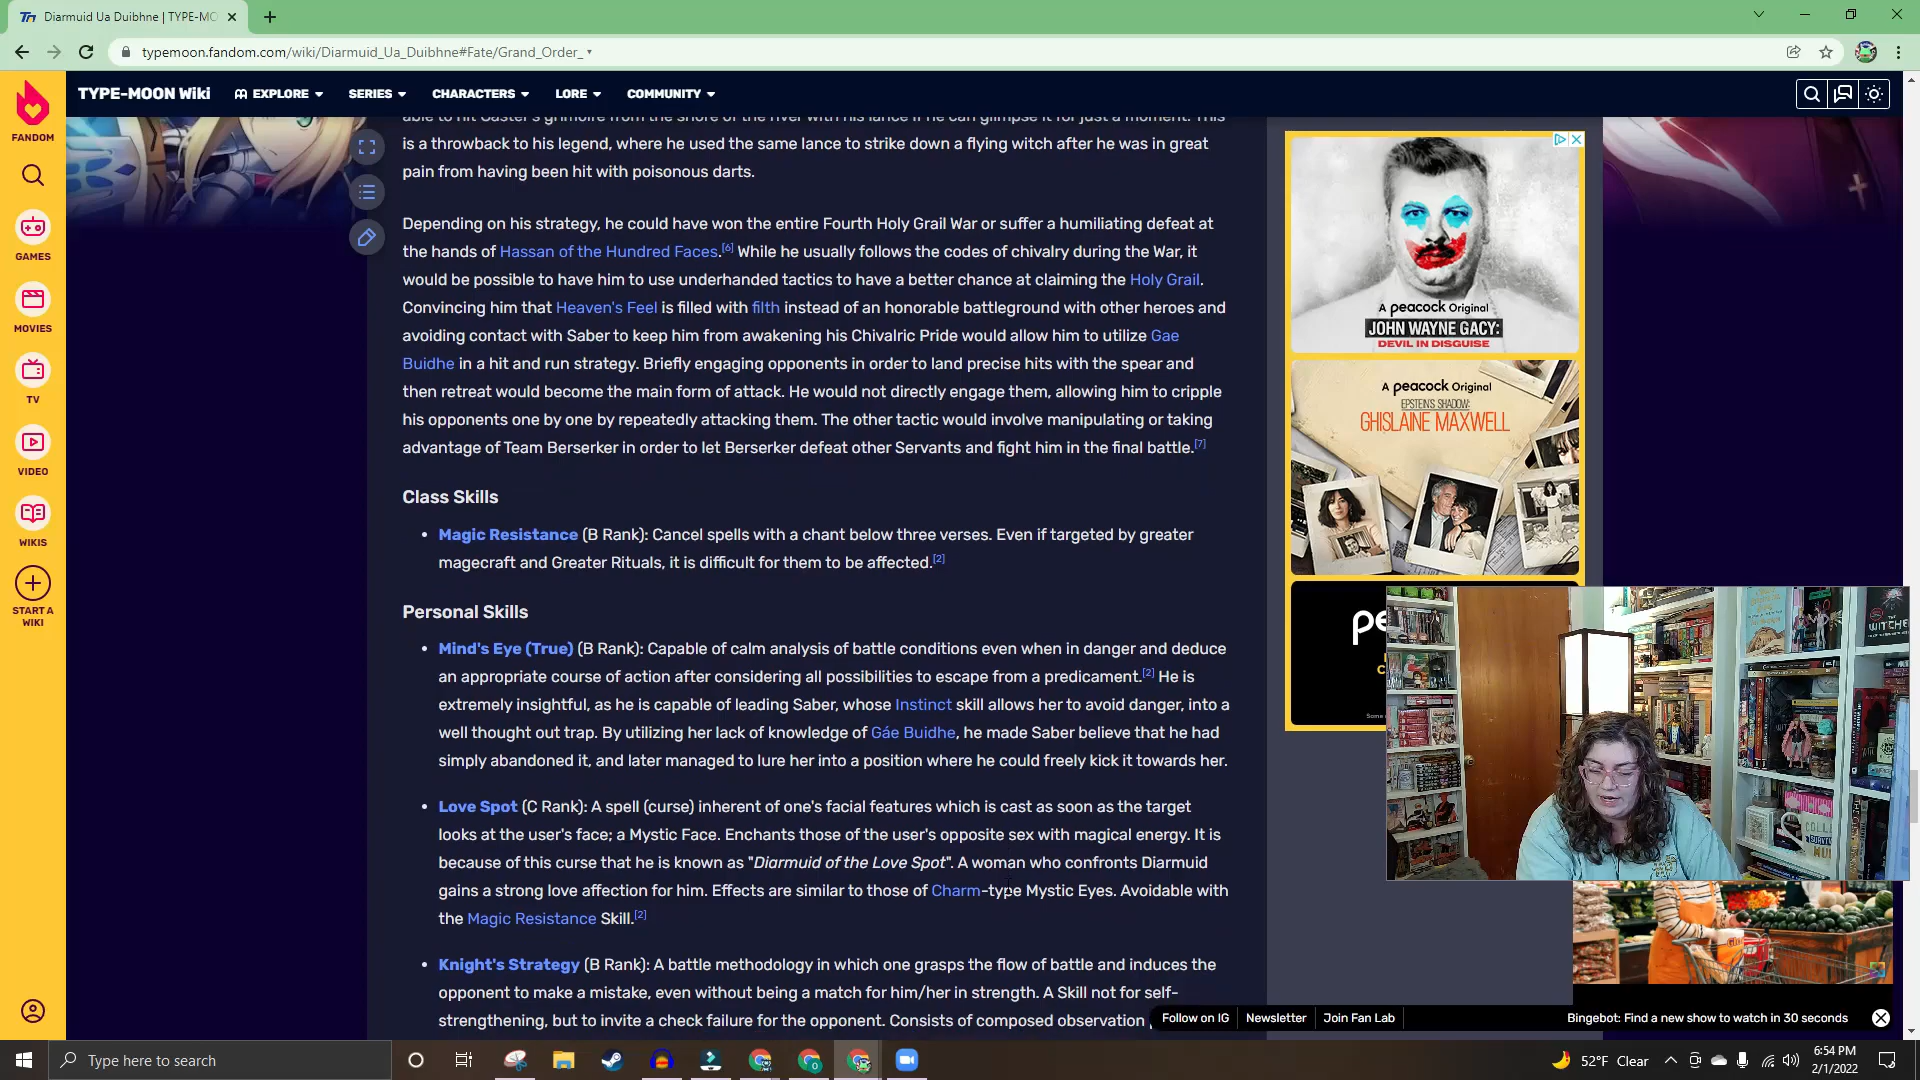 Diarmuid Ua Duibhne | TYPE-MO
typemoon.fandom.com/wiki/Diarmuid_Ua_Duibhne#Fate/Grand_Order_
TYPE-MOON Wiki
EXPLORE
SERIES
CHARACTERS
LORE
COMMUNITY
FANDOM
GAMES
MOVIES
TV
VIDEO
WIKIS
START A
WIKI
able to hit Caster's grimoire from the shore of the river with his lance if he can glimpse it for just a moment. This
is a throwback to his legend, where he used the same lance to strike down a flying witch after he was in great
pain from having been hit with poisonous darts.
Depending on his strategy, he could have won the entire Fourth Holy Grail War or suffer a humiliating defeat at
the hands of Hassan of the Hundred Faces.[6] While he usually follows the codes of chivalry during the War, it
would be possible to have him to use underhanded tactics to have a better chance at claiming the Holy Grail.
Convincing him that Heaven's Feel is filled with filth instead of an honorable battleground with other heroes and
avoiding contact with Saber to keep him from awakening his Chivalric Pride would allow him to utilize Gae
Buidhe in a hit and run strategy. Briefly engaging opponents in order to land precise hits with the spear and
then retreat would become the main form of attack. He would not directly engage them, allowing him to cripple
his opponents one by one by repeatedly attacking them. The other tactic would involve manipulating or taking
advantage of Team Berserker in order to let Berserker defeat other Servants and fight him in the final battle.[7]
Class Skills
• Magic Resistance (B Rank): Cancel spells with a chant below three verses. Even if targeted by greater
magecraft and Greater Rituals, it is difficult for them to be affected.[2]
Personal Skills
• Mind's Eye (True) (B Rank): Capable of calm analysis of battle conditions even when in danger and deduce
an appropriate course of action after considering all possibilities to escape from a predicament.[2] He is
extremely insightful, as he is capable of leading Saber, whose Instinct skill allows her to avoid danger, into a
well thought out trap. By utilizing her lack of knowledge of Gáe Buidhe, he made Saber believe that he had
simply abandoned it, and later managed to lure her into a position where he could freely kick it towards her.
• Love Spot (C Rank): A spell (curse) inherent of one's facial features which is cast as soon as the target
looks at the user's face; a Mystic Face. Enchants those of the user's opposite sex with magical energy. It is
because of this curse that he is known as "Diarmuid of the Love Spot". A woman who confronts Diarmuid
gains a strong love affection for him. Effects are similar to those of Charm-type Mystic Eyes. Avoidable with
the Magic Resistance Skill.[2]
• Knight's Strategy (B Rank): A battle methodology in which one grasps the flow of battle and induces the
opponent to make a mistake, even without being a match for him/her in strength. A Skill not for self-
strengthening, but to invite a check failure for the opponent. Consists of composed observation
A peacock Original
JOHN WAYNE GACY:
DEVIL IN DISGUISE
A peacock Original
EPSTEIN'S SHADOW:
GHISLAINE MAXWELL
pe
THE
WITCHER
Follow on IG
Newsletter
Join Fan Lab
Bingebot: Find a new show to watch in 30 seconds
Type here to search
52°F Clear
6:54 PM
2/1/2022